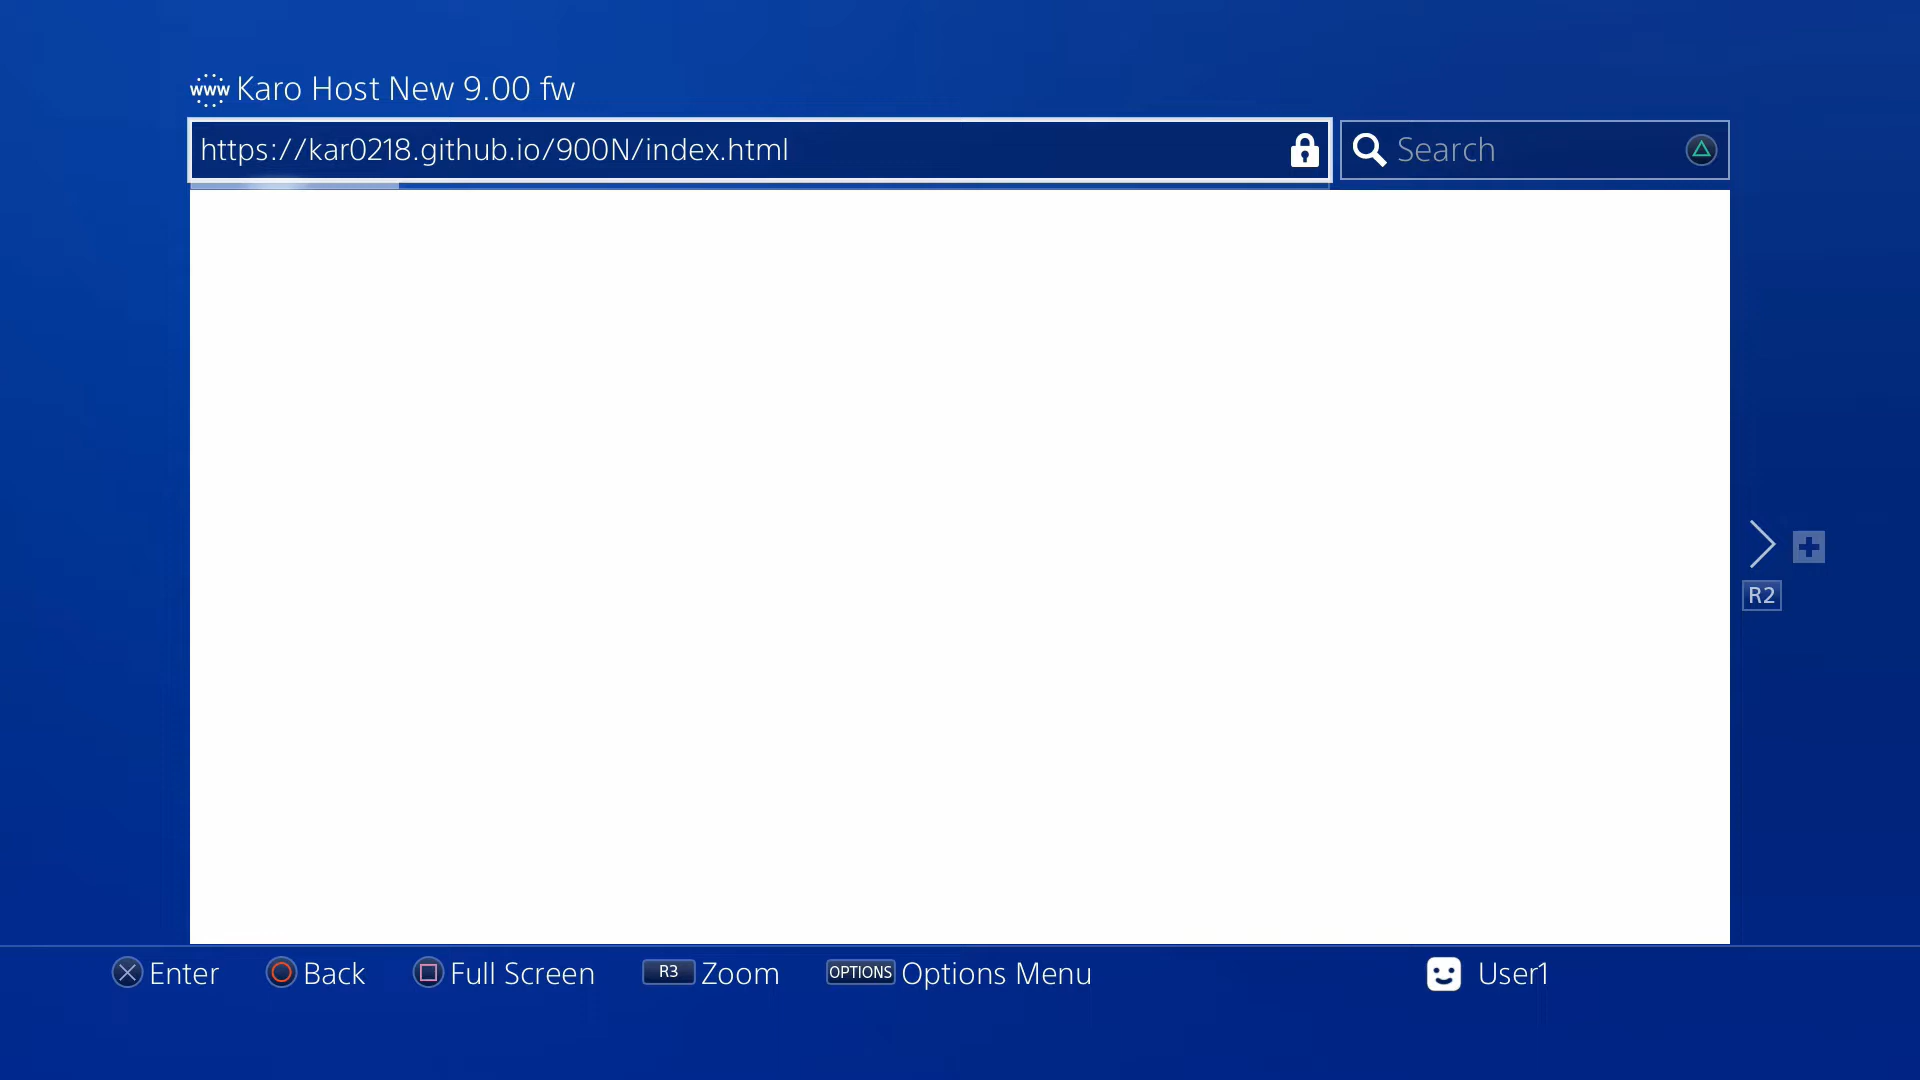 www Karo Host New 9.00 fw
https://kar0218.github.io/900N/index.html
Search
R2
Enter Back Full Screen R3 Zoom OPTIONS Options Menu User1